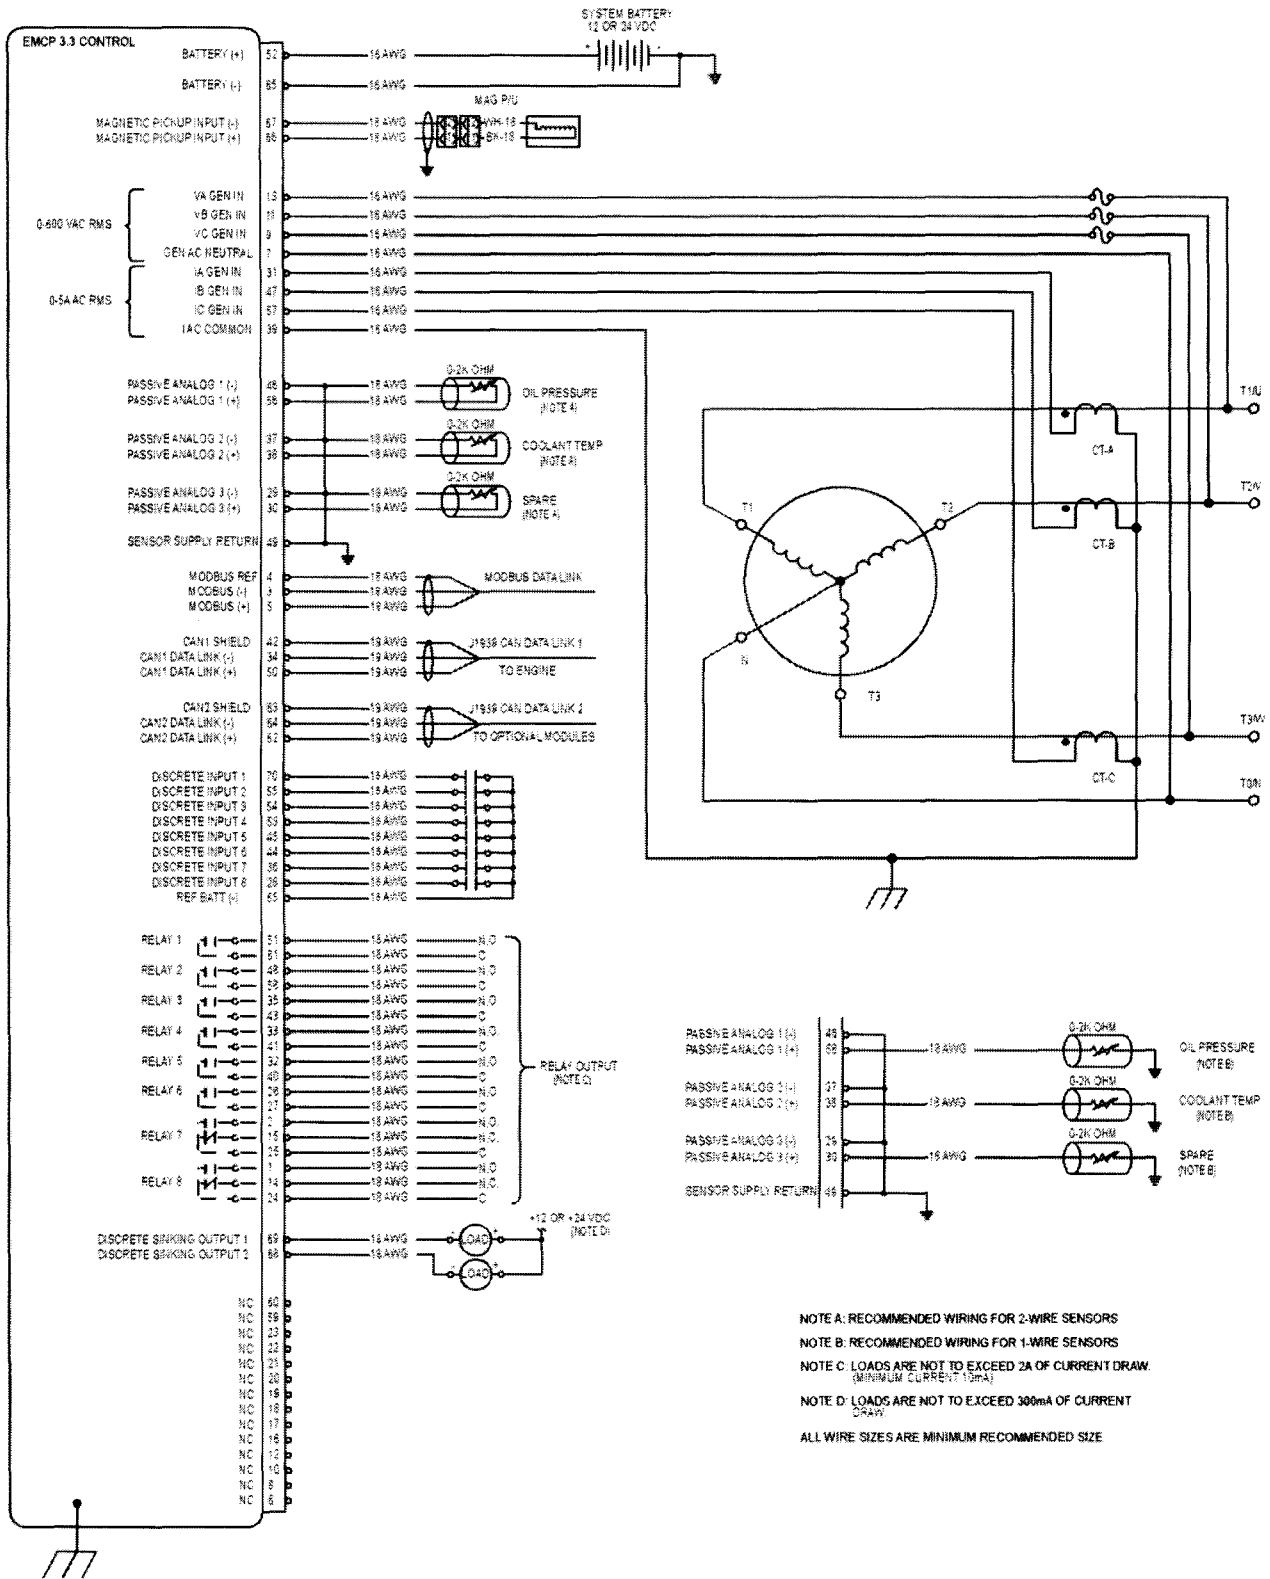 SYSTEM BATTERY
12 OR 24 VDC
EMCP 3.3 CONTROL
BATTERY (+) 52 16 AWG
BATTERY (-) 65 16 AWG
MAG P/U
MAGNETIC PICKUP INPUT (-) 67 18 AWG WH-18
MAGNETIC PICKUP INPUT (+) 66 18 AWG BK-18
0-600 VAC RMS
VA GEN IN 13 16 AWG
VB GEN IN 11 16 AWG
VC GEN IN 9 16 AWG
GEN AC NEUTRAL 7 16 AWG
0-5A AC RMS
IA GEN IN 31 16 AWG
IB GEN IN 47 16 AWG
IC GEN IN 57 16 AWG
IAC COMMON 39 16 AWG
0-2K OHM
PASSIVE ANALOG 1 (-) 46 18 AWG
PASSIVE ANALOG 1 (+) 18 AWG
OIL PRESSURE
(NOTE A)
0-2K OHM
PASSIVE ANALOG 2 (-) 37 18 AWG
PASSIVE ANALOG 2 (+) 38 18 AWG
COOLANT TEMP
(NOTE A)
0-2K OHM
PASSIVE ANALOG 3 (-) 29 18 AWG
PASSIVE ANALOG 3 (+) 30 18 AWG
SPARE
(NOTE A)
SENSOR SUPPLY RETURN 49
MODBUS REF 4 18 AWG
MODBUS (-) 3 18 AWG
MODBUS (+) 5 18 AWG
MODBUS DATA LINK
CAN1 SHIELD 42 18 AWG
CAN1 DATA LINK (-) 34 18 AWG
CAN1 DATA LINK (+) 50 18 AWG
J1939 CAN DATA LINK 1
TO ENGINE
CAN2 SHIELD 63 18 AWG
CAN2 DATA LINK (-) 64 18 AWG
CAN2 DATA LINK (+) 62 18 AWG
J1939 CAN DATA LINK 2
TO OPTIONAL MODULES
DISCRETE INPUT 1 70 18 AWG
DISCRETE INPUT 2 55 18 AWG
DISCRETE INPUT 3 54 18 AWG
DISCRETE INPUT 4 53 18 AWG
DISCRETE INPUT 5 45 18 AWG
DISCRETE INPUT 6 44 18 AWG
DISCRETE INPUT 7 36 18 AWG
DISCRETE INPUT 8 18 AWG
REF BATT (-) 65 18 AWG
RELAY 1 51 18 AWG N.O
61 18 AWG C
RELAY 2 48 18 AWG N.O
58 18 AWG C
RELAY 3 35 18 AWG N.O
43 18 AWG C
RELAY 4 33 18 AWG N.O.
41 18 AWG C
RELAY 5 32 18 AWG N.O
40 18 AWG C
RELAY 6 18 AWG N.O
27 18 AWG C
2 18 AWG N.O.
RELAY 7 15 18 AWG N.O.
25 18 AWG C
1 18 AWG N.O
RELAY 8 14 18 AWG N.O.
24 18 AWG C
RELAY OUTPUT
(NOTE C)
+12 OR +24 VDC
(NOTE D)
DISCRETE SINKING OUTPUT 1 69 18 AWG - LOAD +
DISCRETE SINKING OUTPUT 2 68 18 AWG - LOAD +
NC 60
NC 59
NC 23
NC 22
NC 21
NC 20
NC 19
NC 18
NC 17
NC 16
NC 12
NC 10
NC 8
NC 6
T1/U
CT-A
T2/V
CT-B
T1
T2
N
T3
T3/W
CT-C
T0/N
PASSIVE ANALOG 1 (-)
PASSIVE ANALOG 1 (+) 18 AWG
0-2K OHM
OIL PRESSURE
(NOTE B)
PASSIVE ANALOG 2 (-) 37
PASSIVE ANALOG 2 (+) 38 18 AWG
0-2K OHM
COOLANT TEMP
(NOTE B)
PASSIVE ANALOG 3 (-) 29
PASSIVE ANALOG 3 (+) 30 18 AWG
0-2K OHM
SPARE
(NOTE B)
SENSOR SUPPLY RETURN 49
NOTE A: RECOMMENDED WIRING FOR 2-WIRE SENSORS
NOTE B: RECOMMENDED WIRING FOR 1-WIRE SENSORS
NOTE C: LOADS ARE NOT TO EXCEED 2A OF CURRENT DRAW.
(MINIMUM CURRENT 10mA)
NOTE D: LOADS ARE NOT TO EXCEED 300mA OF CURRENT
DRAW.
ALL WIRE SIZES ARE MINIMUM RECOMMENDED SIZE